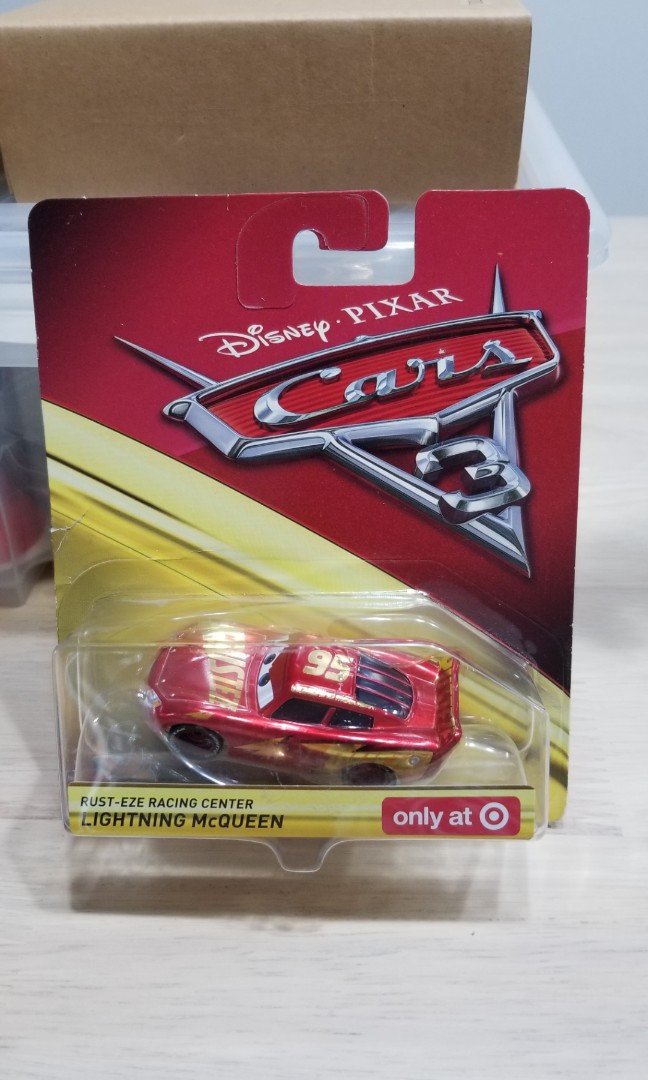 Disney · PIXAR
Cars
3
95
RUST-EZE RACING CENTER
LIGHTNING McQUEEN
only at